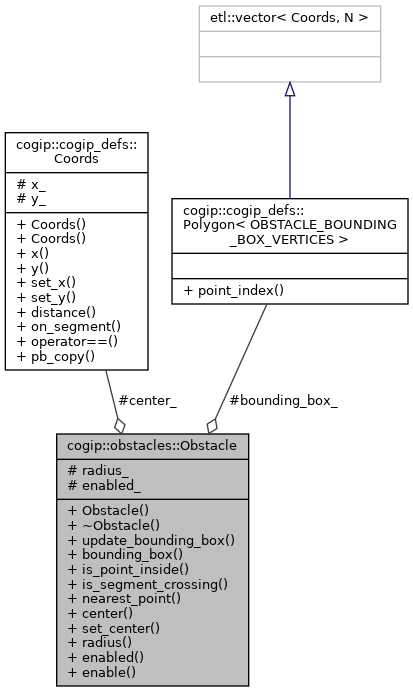 etl::vector< Coords, N >
cogip::cogip_defs::
Coords
# x_
# y_
+ Coords()
+ Coords()
+ x()
+ y()
+ set_x()
+ set_y()
+ distance()
+ on_segment()
+ operator==()
+ pb_copy()
cogip::cogip_defs::
Polygon< OBSTACLE_BOUNDING
_BOX_VERTICES >
+ point_index()
#center_
#bounding_box_
cogip::obstacles::Obstacle
# radius_
# enabled_
+ Obstacle()
+ ~Obstacle()
+ update_bounding_box()
+ bounding_box()
+ is_point_inside()
+ is_segment_crossing()
+ nearest_point()
+ center()
+ set_center()
+ radius()
+ enabled()
+ enable()